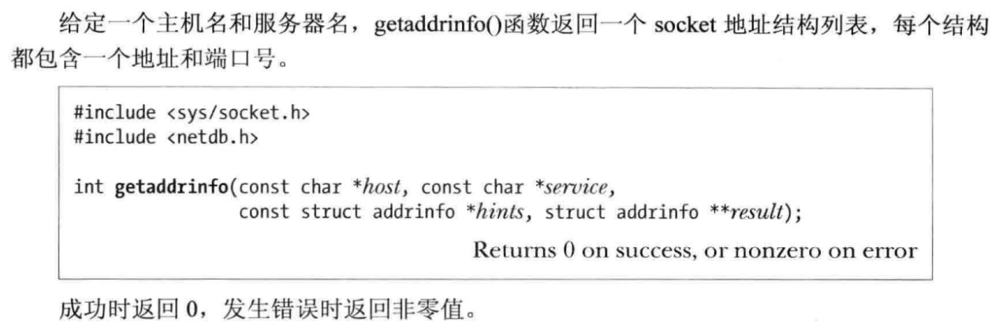 给定一个主机名和服务器名，getaddrinfo()函数返回一个 socket 地址结构列表，每个结构
都包含一个地址和端口号。
#include <sys/socket.h>
#include <netdb.h>
int getaddrinfo(const char *host, const char *service,
const struct addrinfo *hints, struct addrinfo **result);
Returns 0 on success, or nonzero on error
成功时返回 0，发生错误时返回非零值。